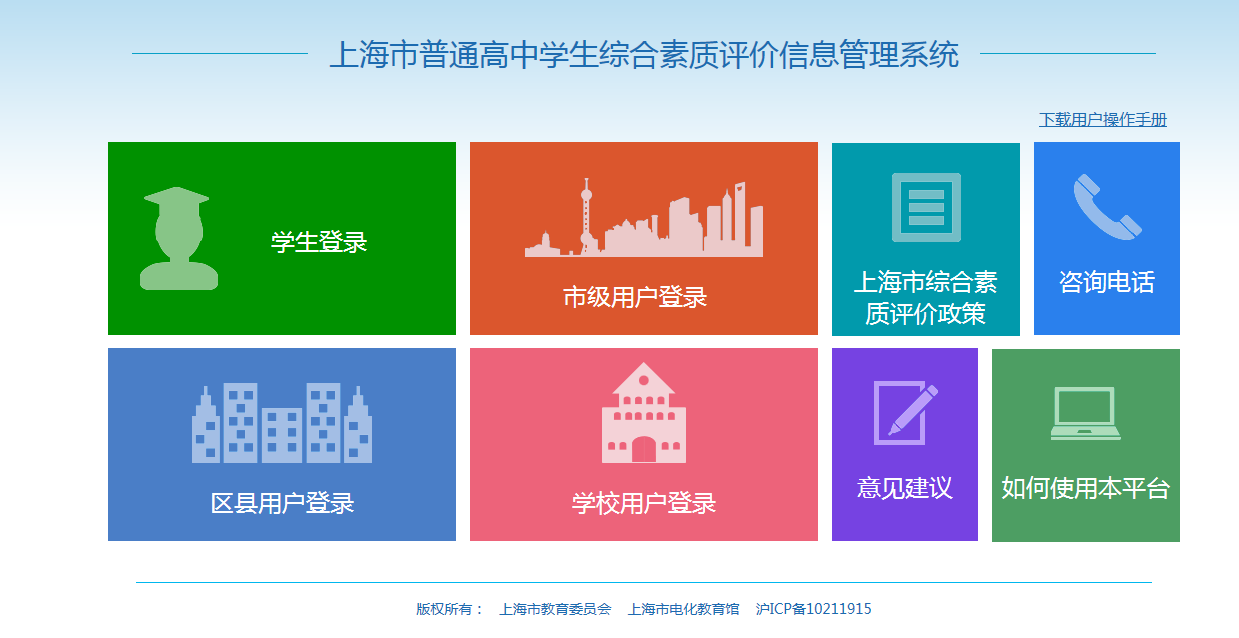 上海市普通高中学生综合素质评价信息管理系统
下载用户操作手册
学生登录
市级用户登录
上海市综合素
质评价政策
咨询电话
区县用户登录
学校用户登录
意见建议
如何使用本平台
版权所有： 上海市教育委员会 上海市电化教育馆 沪ICP备10211915